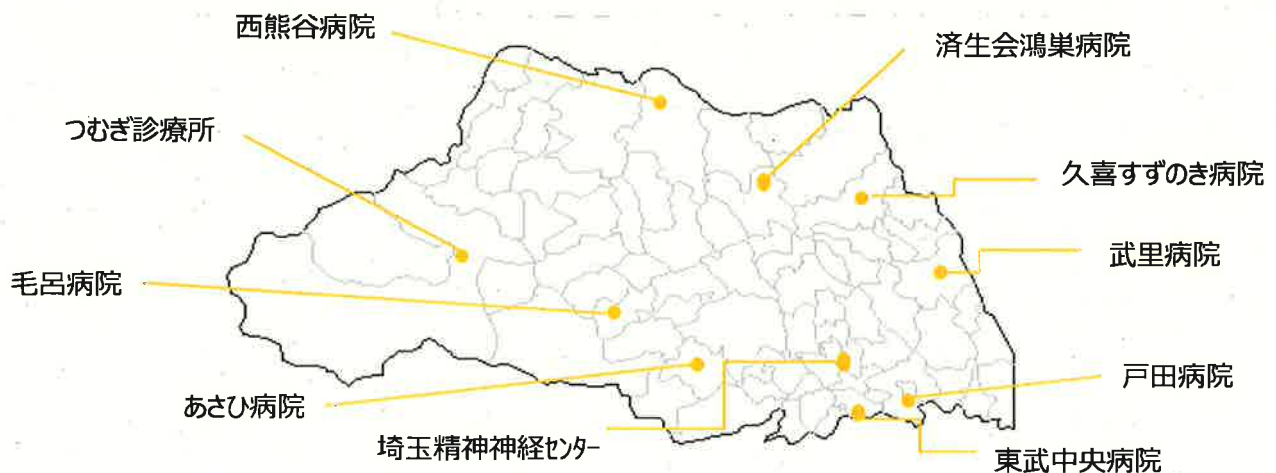 西熊谷病院
済生会鴻巣病院
つむぎ診療所
久喜すずのき病院
武里病院
毛呂病院
戸田病院
あさひ病院
埼玉精神神経センター
東武中央病院